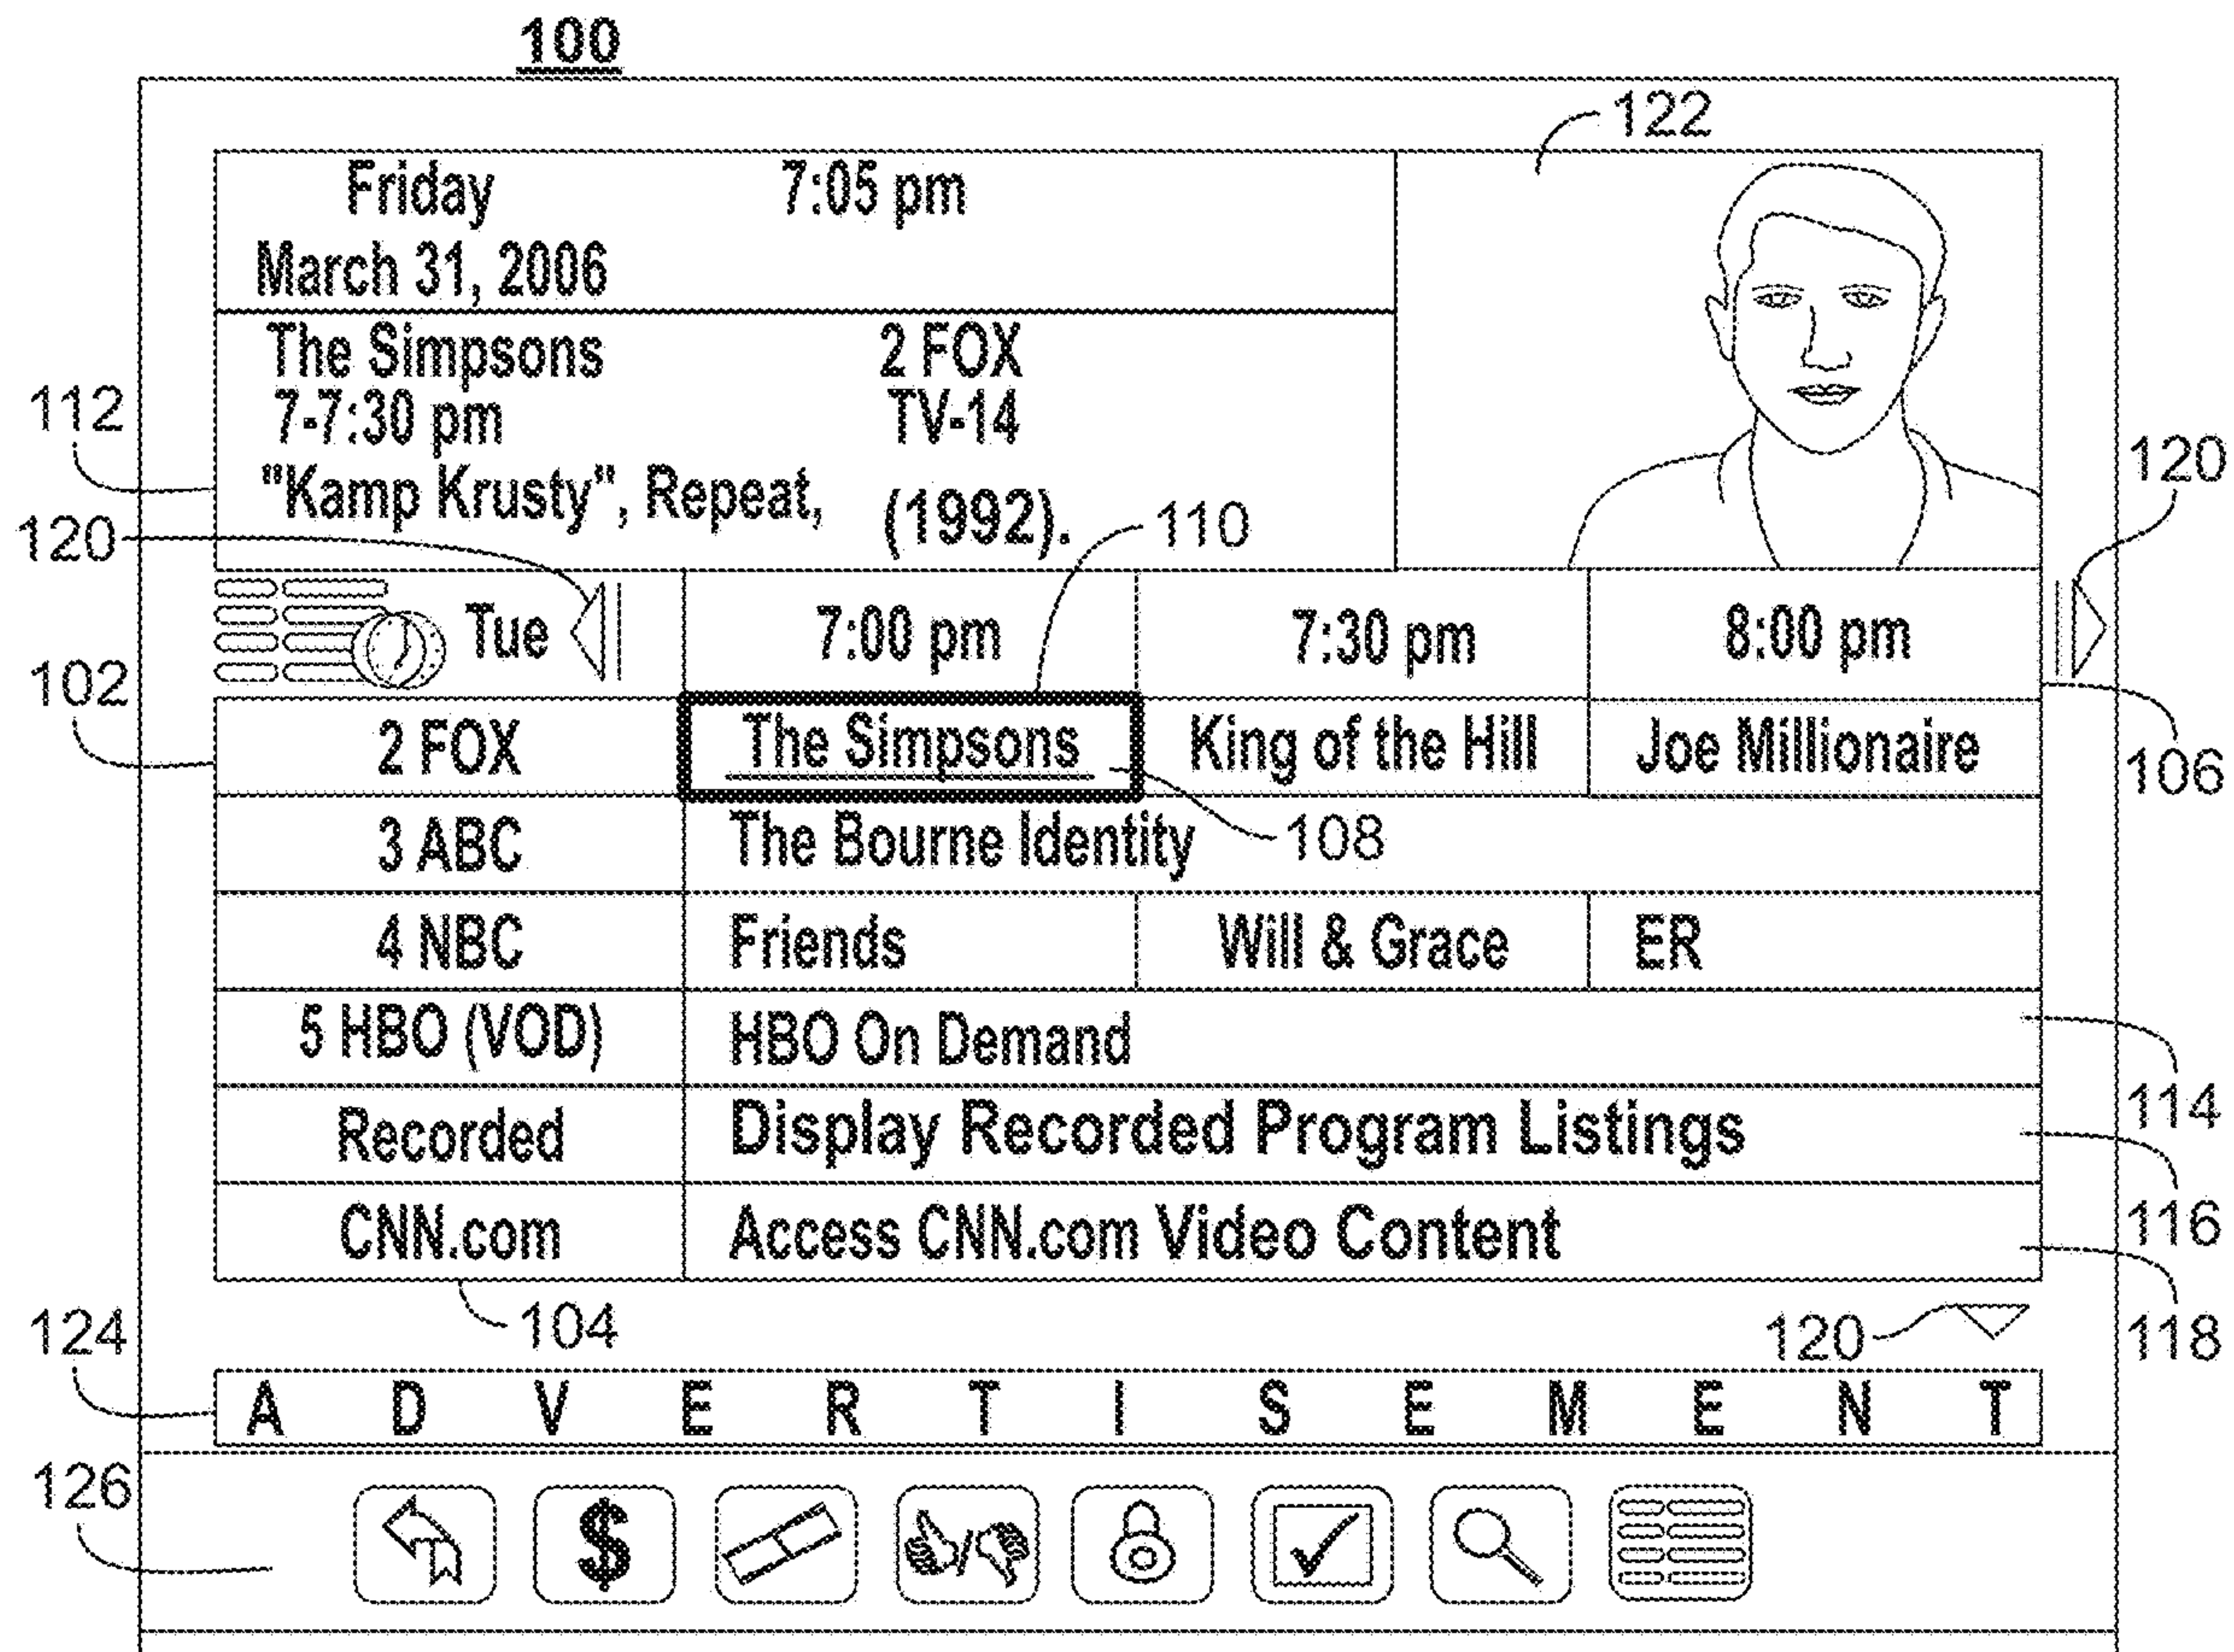 100
122
Friday 7:05 pm
March 31, 2006
The Simpsons 2 FOX
112
7-7:30 pm TV-14
120
"Kamp Krusty", Repeat, (1992).
120
110
Tue 7:00 pm 7:30 pm 8:00 pm
102
2 FOX The Simpsons King of the Hill Joe Millionaire
106
3 ABC The Bourne Identity 108
4 NBC Friends Will & Grace ER
5 HBO (VOD) HBO On Demand
114
Recorded Display Recorded Program Listings
116
CNN.com Access CNN.com Video Content
104
120
118
124
A D V E R T I S E M E N T
126
$
/